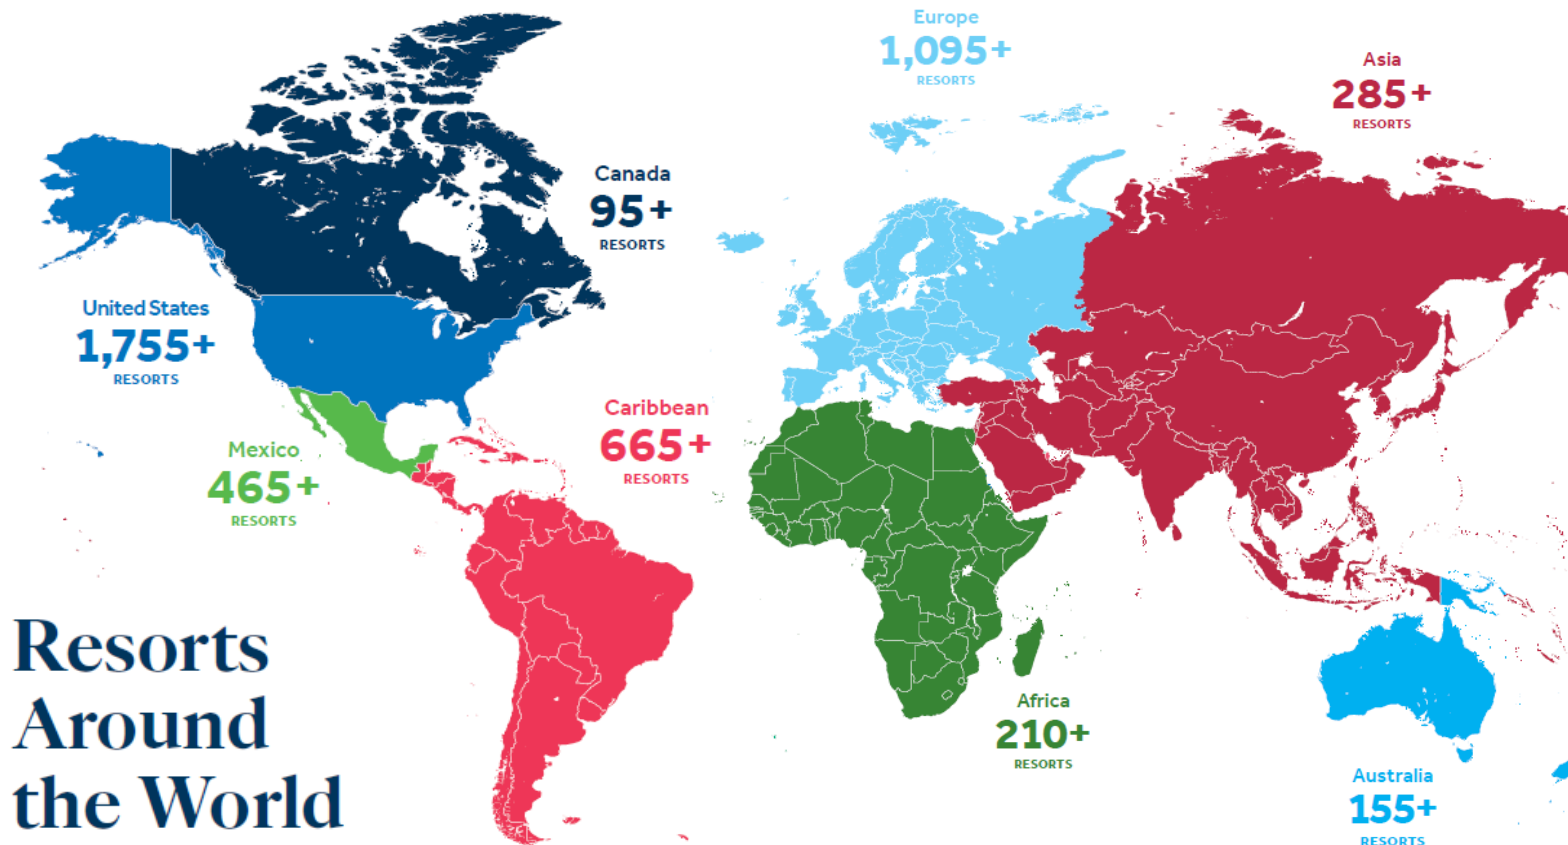 Europe
1,095+
RESORTS
Asia
285+
RESORTS
Canada
95+
RESORTS
United States
1,755+
RESORTS
Caribbean
665+
RESORTS
Mexico
465+
RESORTS
Resorts
Around
the World
Africa
210+
RESORTS
Australia
155+
RESORTS